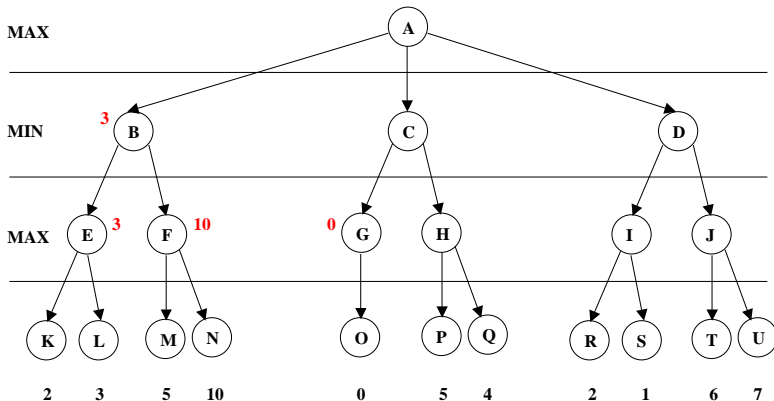 MAX
A
MIN
3 B C D
MAX
E 3 F 10 0 G H I J
K L M N O P Q R S T U
2 3 5 10 0 5 4 2 1 6 7